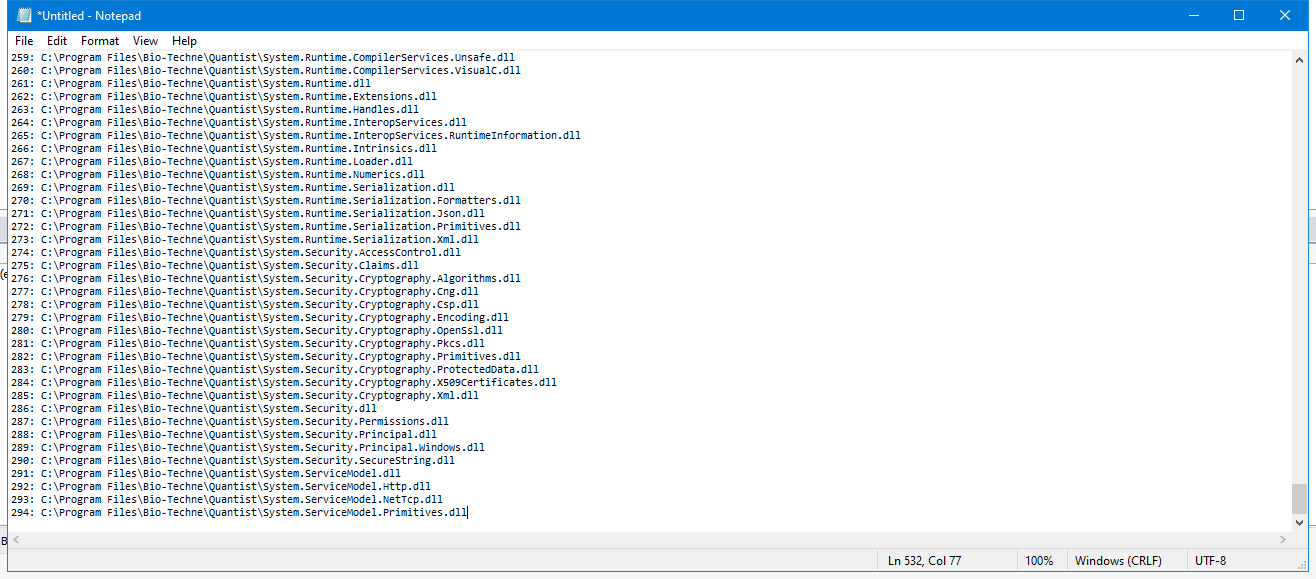 *Untitled - Notepad
File Edit Format View Help
259: C:\Program Files\Bio-Techne\Quantist\System.Runtime.CompilerServices.Unsafe.dll
260: C:\Program Files\Bio-Techne\Quantist\System.Runtime.CompilerServices.VisualC.dll
261: C:\Program Files\Bio-Techne\Quantist\System.Runtime.dll
262: C:\Program Files\Bio-Techne\Quantist\System.Runtime.Extensions.dll
263: C:\Program Files\Bio-Techne\Quantist\System.Runtime.Handles.dll
264: C:\Program Files\Bio-Techne\Quantist\System.Runtime.InteropServices.dll
265: C:\Program Files\Bio-Techne\Quantist\System.Runtime.InteropServices.RuntimeInformation.dll
266: C:\Program Files\Bio-Techne\Quantist\System.Runtime.Intrinsics.dll
267: C:\Program Files\Bio-Techne\Quantist\System.Runtime.Loader.dll
268: C:\Program Files\Bio-Techne\Quantist\System.Runtime.Numerics.dll
269: C:\Program Files\Bio-Techne\Quantist\System.Runtime.Serialization.dll
270: C:\Program Files\Bio-Techne\Quantist\System.Runtime.Serialization.Formatters.dll
271: C:\Program Files\Bio-Techne\Quantist\System.Runtime.Serialization.Json.dll
272: C:\Program Files\Bio-Techne\Quantist\System.Runtime.Serialization.Primitives.dll
273: C:\Program Files\Bio-Techne\Quantist\System.Runtime.Serialization.Xml.dll
274: C:\Program Files\Bio-Techne\Quantist\System.Security.AccessControl.dll
275: C:\Program Files\Bio-Techne\Quantist\System.Security.Claims.dll
276: C:\Program Files\Bio-Techne\Quantist\System.Security.Cryptography.Algorithms.dll
277: C:\Program Files\Bio-Techne\Quantist\System.Security.Cryptography.Cng.dll
278: C:\Program Files\Bio-Techne\Quantist\System.Security.Cryptography.Csp.dll
279: C:\Program Files\Bio-Techne\Quantist\System.Security.Cryptography.Encoding.dll
280: C:\Program Files\Bio-Techne\Quantist\System.Security.Cryptography.OpenSsl.dll
281: C:\Program Files\Bio-Techne\Quantist\System.Security.Cryptography.Pkcs.dll
282: C:\Program Files\Bio-Techne\Quantist\System.Security.Cryptography.Primitives.dll
283: C:\Program Files\Bio-Techne\Quantist\System.Security.Cryptography.ProtectedData.dll
284: C:\Program Files\Bio-Techne\Quantist\System.Security.Cryptography.X509Certificates.dll
285: C:\Program Files\Bio-Techne\Quantist\System.Security.Cryptography.Xml.dll
286: C:\Program Files\Bio-Techne\Quantist\System.Security.dll
287: C:\Program Files\Bio-Techne\Quantist\System.Security.Permissions.dll
288: C:\Program Files\Bio-Techne\Quantist\System.Security.Principal.dll
289: C:\Program Files\Bio-Techne\Quantist\System.Security.Principal.Windows.dll
290: C:\Program Files\Bio-Techne\Quantist\System.Security.SecureString.dll
291: C:\Program Files\Bio-Techne\Quantist\System.ServiceModel.dll
292: C:\Program Files\Bio-Techne\Quantist\System.ServiceModel.Http.dll
293: C:\Program Files\Bio-Techne\Quantist\System.ServiceModel.NetTcp.dll
294: C:\Program Files\Bio-Techne\Quantist\System.ServiceModel.Primitives.dll
Ln 532, Col 77 100% Windows (CRLF) UTF-8